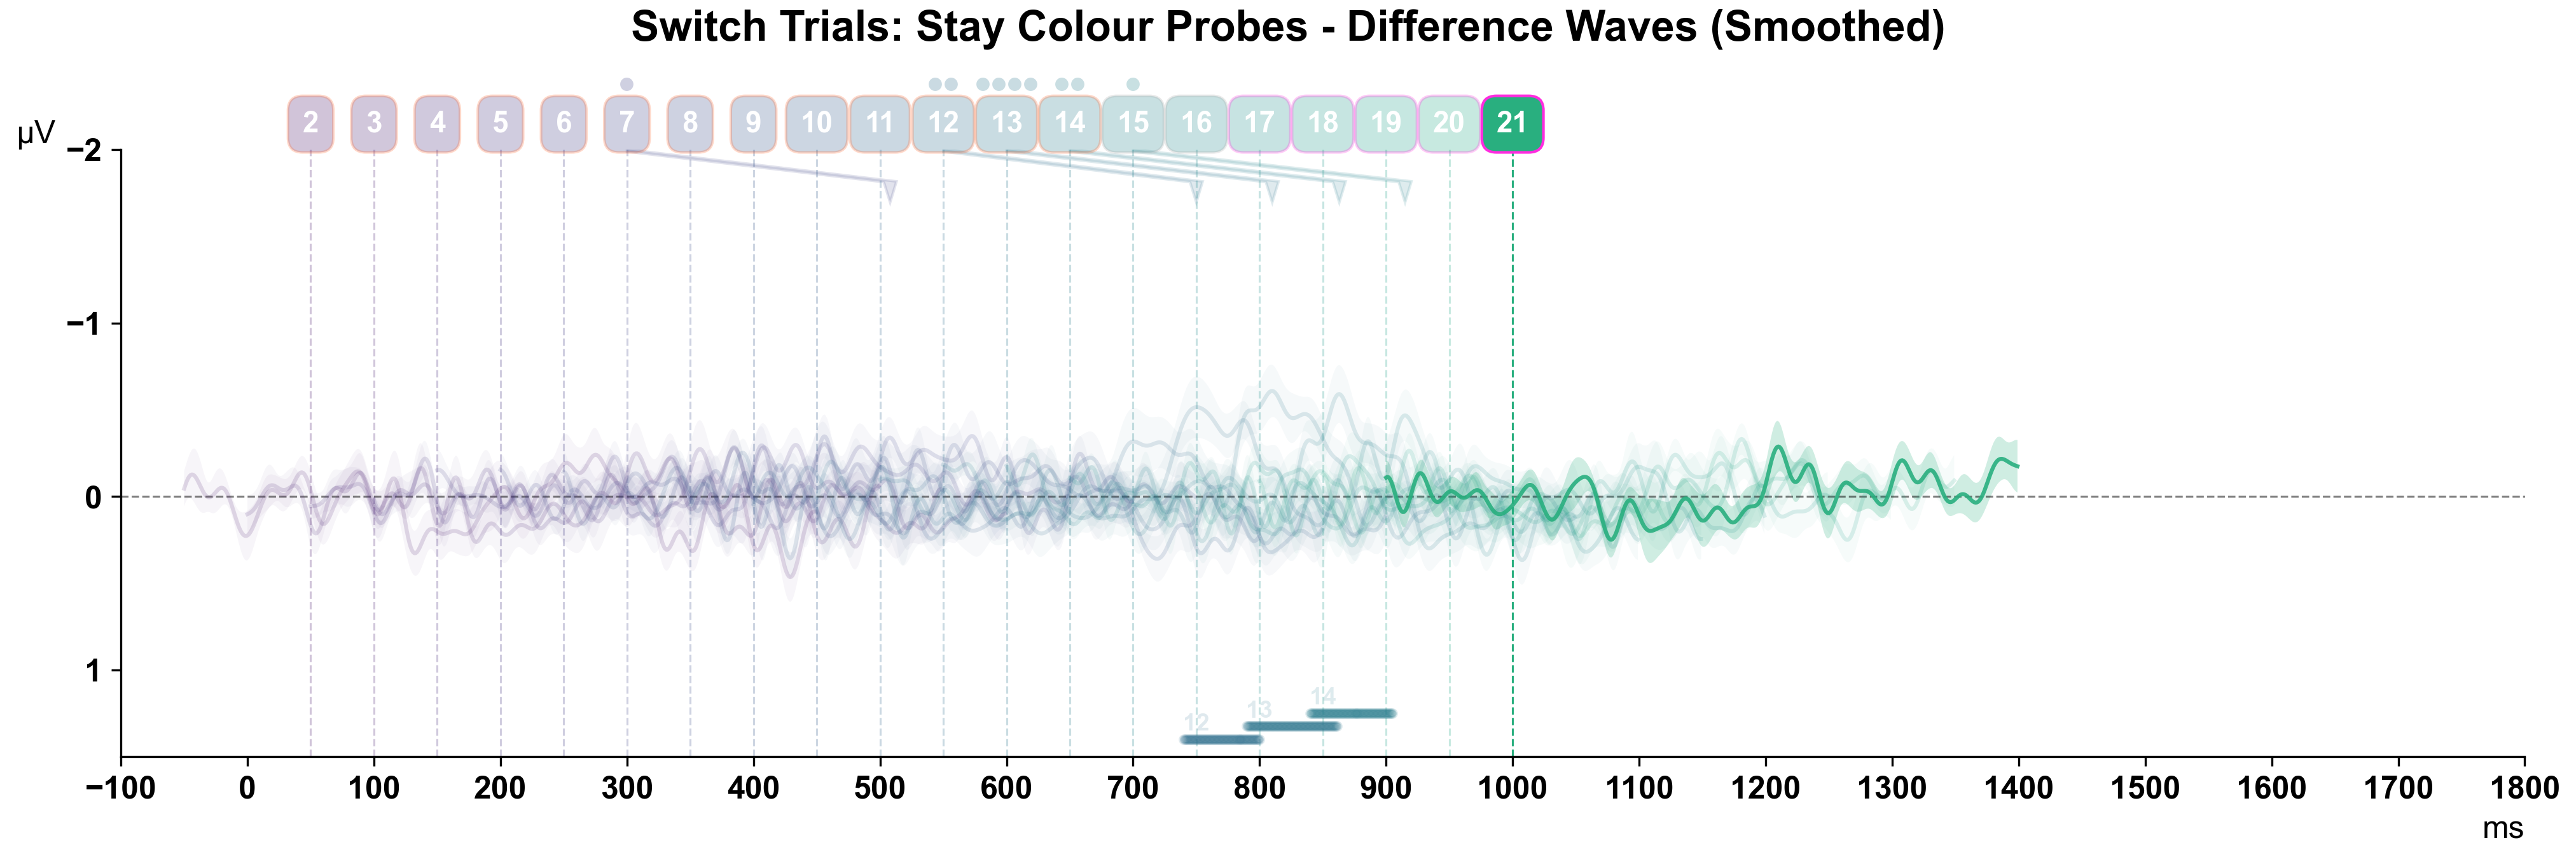 Switch Trials: Stay Colour Probes - Difference Waves (Smoothed)
2 3 4 5 6 7 8 9 10 11 12 13 14 15 16 17 18 19 20 21
µV
−2
−1
0
1
14
13
12
−100 0 100 200 300 400 500 600 700 800 900 1000 1100 1200 1300 1400 1500 1600 1700 1800
ms